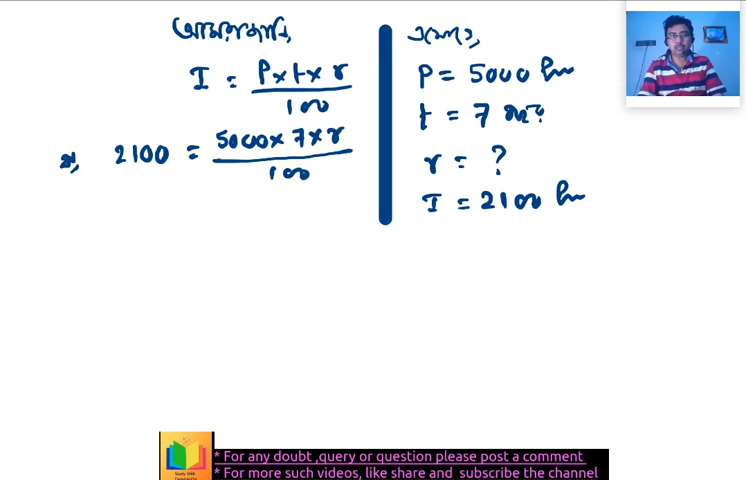 আমরা জানি,
I = P × t × r / 100
বা, 2100 = 5000 × 7 × r / 100
এখানে,
P = 5000
t = 7
r = ?
I = 2100
* For any doubt ,query or question please post a comment
* For more such videos, like share and subscribe the channel